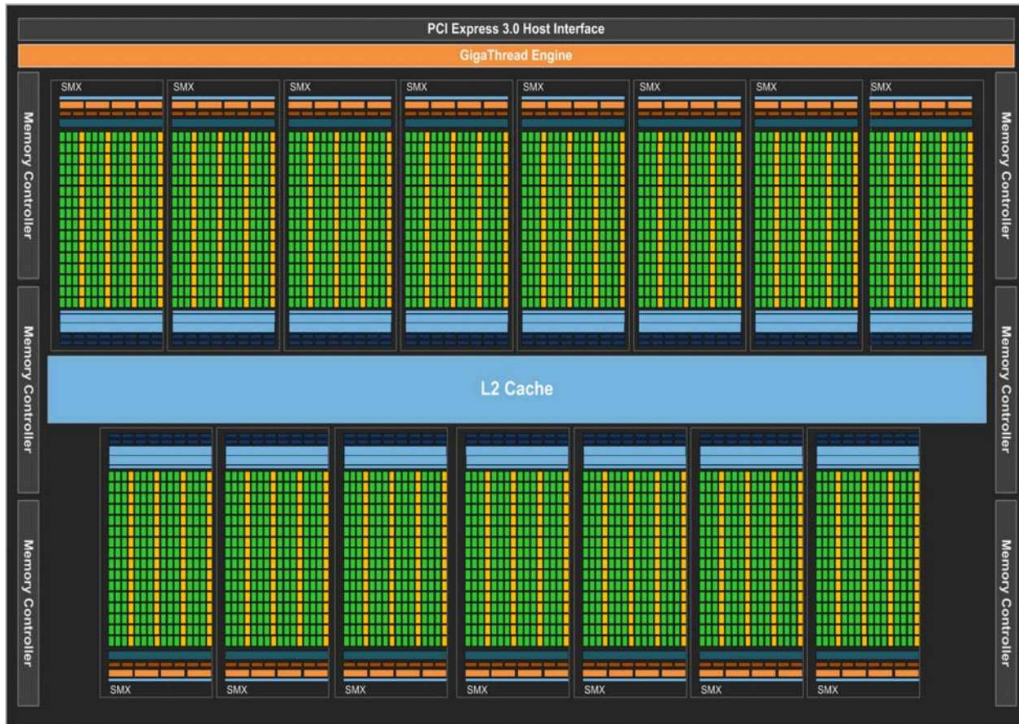 PCI Express 3.0 Host Interface
GigaThread Engine
SMX
SMX
SMX
SMX
SMX
SMX
SMX
SMX
Memory Controller
Memory Controller
Memory Controller
Memory Controller
L2 Cache
Memory Controller
Memory Controller
SMX
SMX
SMX
SMX
SMX
SMX
SMX